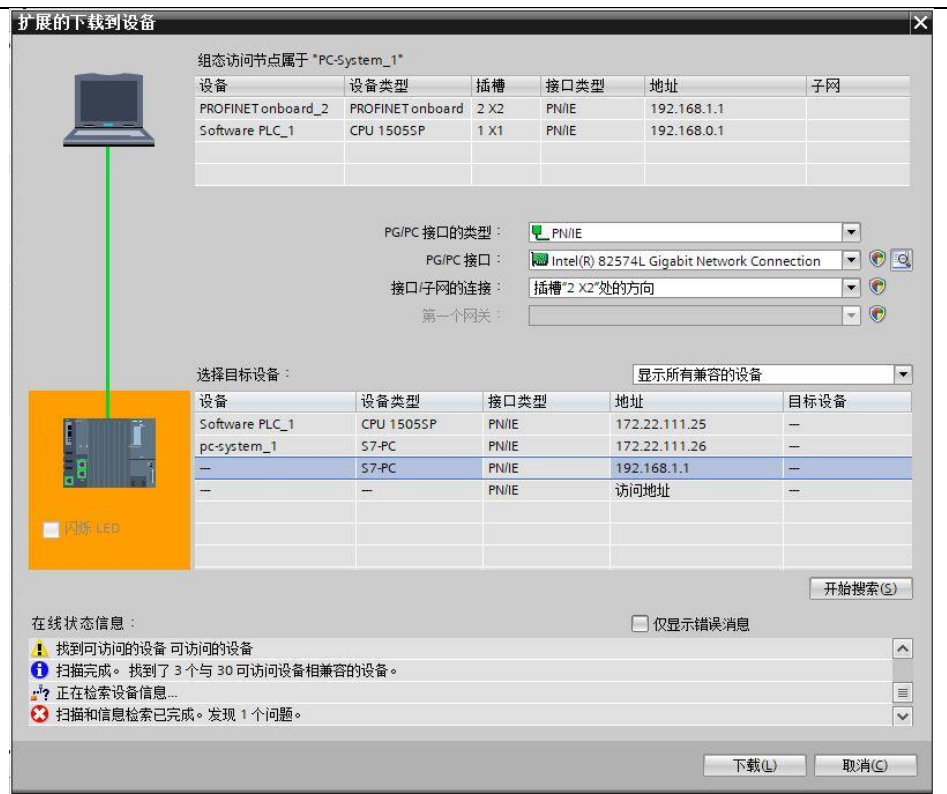 扩展的下载到设备
组态访问节点属于 "PC-System_1"
设备 设备类型 插槽 接口类型 地址 子网
PROFINET onboard_2 PROFINET onboard 2 X2 PN/IE 192.168.1.1
Software PLC_1 CPU 1505SP 1 X1 PN/IE 192.168.0.1
PG/PC 接口的类型： PN/IE
PG/PC 接口： Intel(R) 82574L Gigabit Network Connection
接口/子网的连接： 插槽"2 X2"处的方向
第一个网关：
选择目标设备： 显示所有兼容的设备
设备 设备类型 接口类型 地址 目标设备
Software PLC_1 CPU 1505SP PN/IE 172.22.111.25 —
pc-system_1 S7-PC PN/IE 172.22.111.26 —
— S7-PC PN/IE 192.168.1.1 —
— — PN/IE 访问地址 —
闪烁 LED
开始搜索(S)
在线状态信息： 仅显示错误消息
找到可访问的设备 可访问的设备
扫描完成。找到了 3 个与 30 可访问设备相兼容的设备。
正在检索设备信息...
扫描和信息检索已完成。发现 1 个问题。
下载(L) 取消(C)